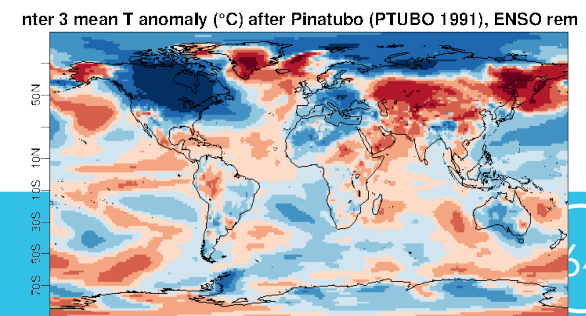 nter 3 mean T anomaly (°C) after Pinatubo (PTUBO 1991), ENSO rem
50N
10N
10S
30S
50S
70S